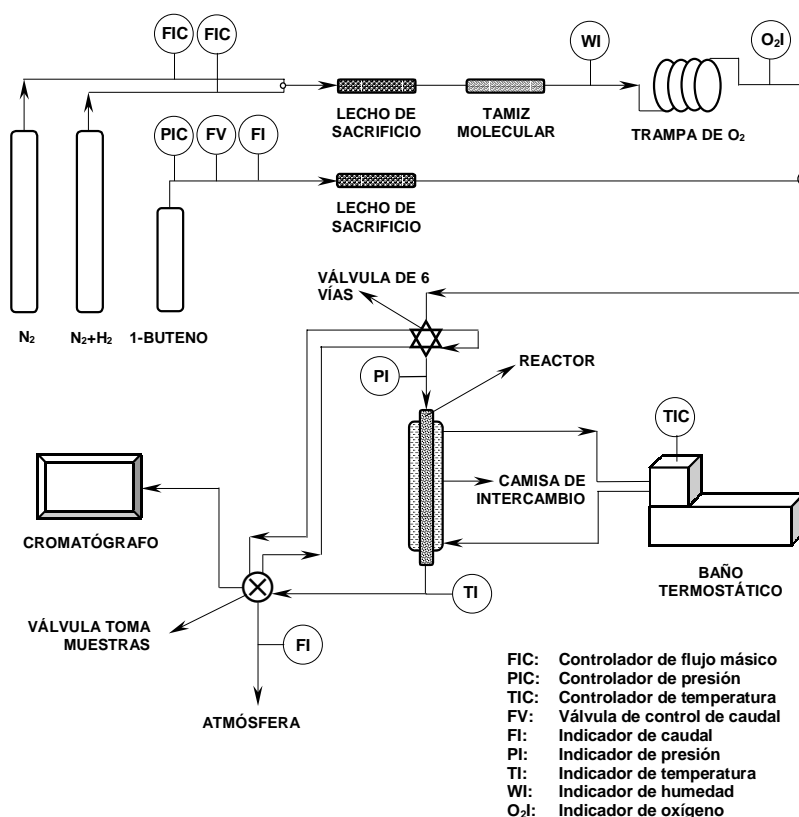 FIC
FIC
WI
O₂I
LECHO DE
SACRIFICIO
TAMIZ
MOLECULAR
TRAMPA DE O₂
PIC
FV
FI
LECHO DE
SACRIFICIO
N₂
N₂+H₂
1-BUTENO
VÁLVULA DE 6
VÍAS
PI
REACTOR
TIC
CAMISA DE
INTERCAMBIO
CROMATÓGRAFO
BAÑO
TERMOSTÁTICO
TI
VÁLVULA TOMA
MUESTRAS
FI
ATMÓSFERA
FIC: Controlador de flujo másico
PIC: Controlador de presión
TIC: Controlador de temperatura
FV: Válvula de control de caudal
FI: Indicador de caudal
PI: Indicador de presión
TI: Indicador de temperatura
WI: Indicador de humedad
O₂I: Indicador de oxígeno